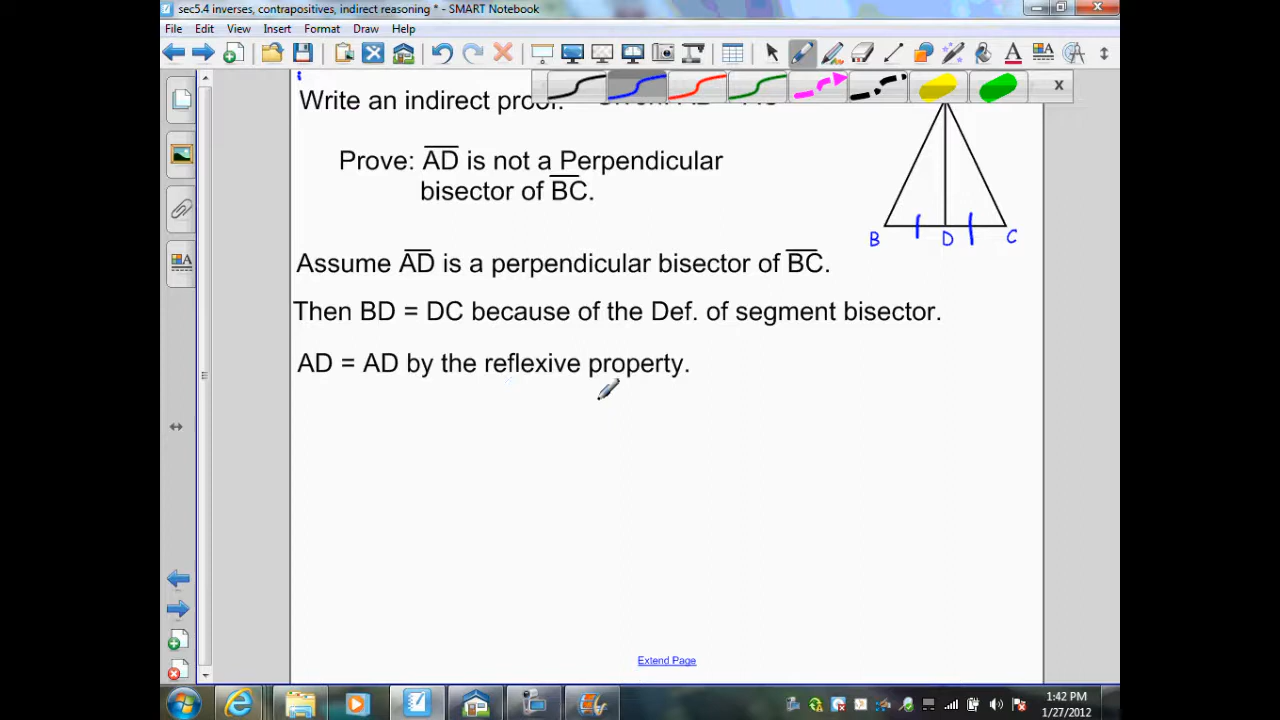 sec5.4 inverses, contrapositives, indirect reasoning * - SMART Notebook
File Edit View Insert Format Draw Help
Write an indirect proof.
Prove: AD is not a Perpendicular
bisector of BC.
B D C
Assume AD is a perpendicular bisector of BC.
Then BD = DC because of the Def. of segment bisector.
AD = AD by the reflexive property.
Extend Page
1:42 PM
1/27/2012